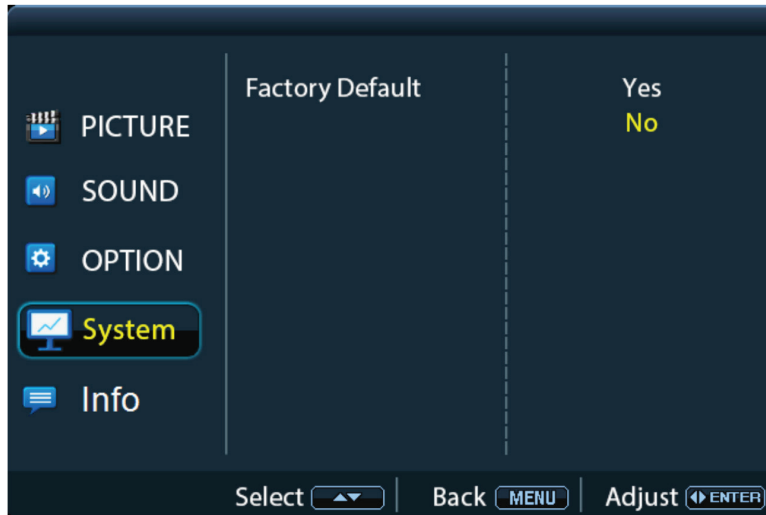 PICTURE
SOUND
OPTION
System
Info
Factory Default
Yes
No
Select
Back MENU
Adjust ENTER